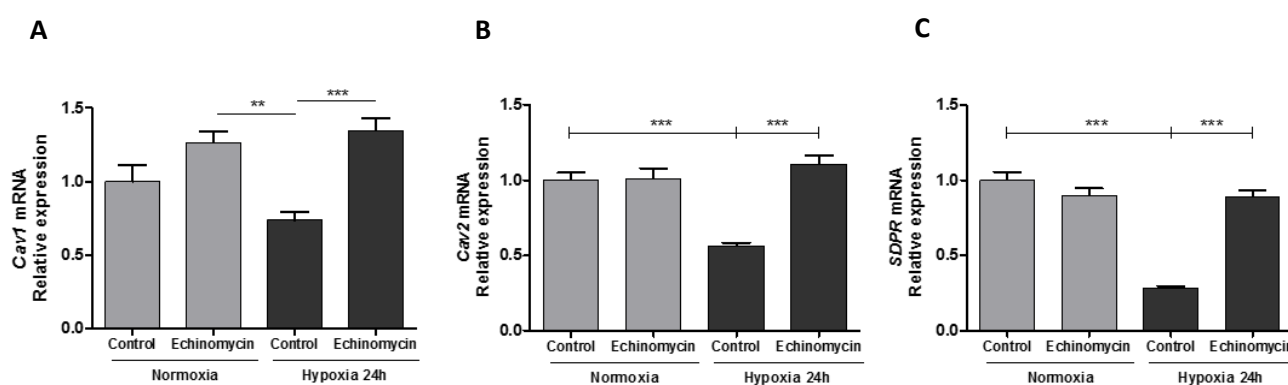 A
Cav1 mRNA
Relative expression
1.5
1.0
0.5
0.0
**
***
Control Echinomycin Control Echinomycin
Normoxia Hypoxia 24h
B
Cav2 mRNA
Relative expression
1.5
1.0
0.5
0.0
***
***
Control Echinomycin Control Echinomycin
Normoxia Hypoxia 24h
C
SDPR mRNA
Relative expression
1.5
1.0
0.5
0.0
***
***
Control Echinomycin Control Echinomycin
Normoxia Hypoxia 24h